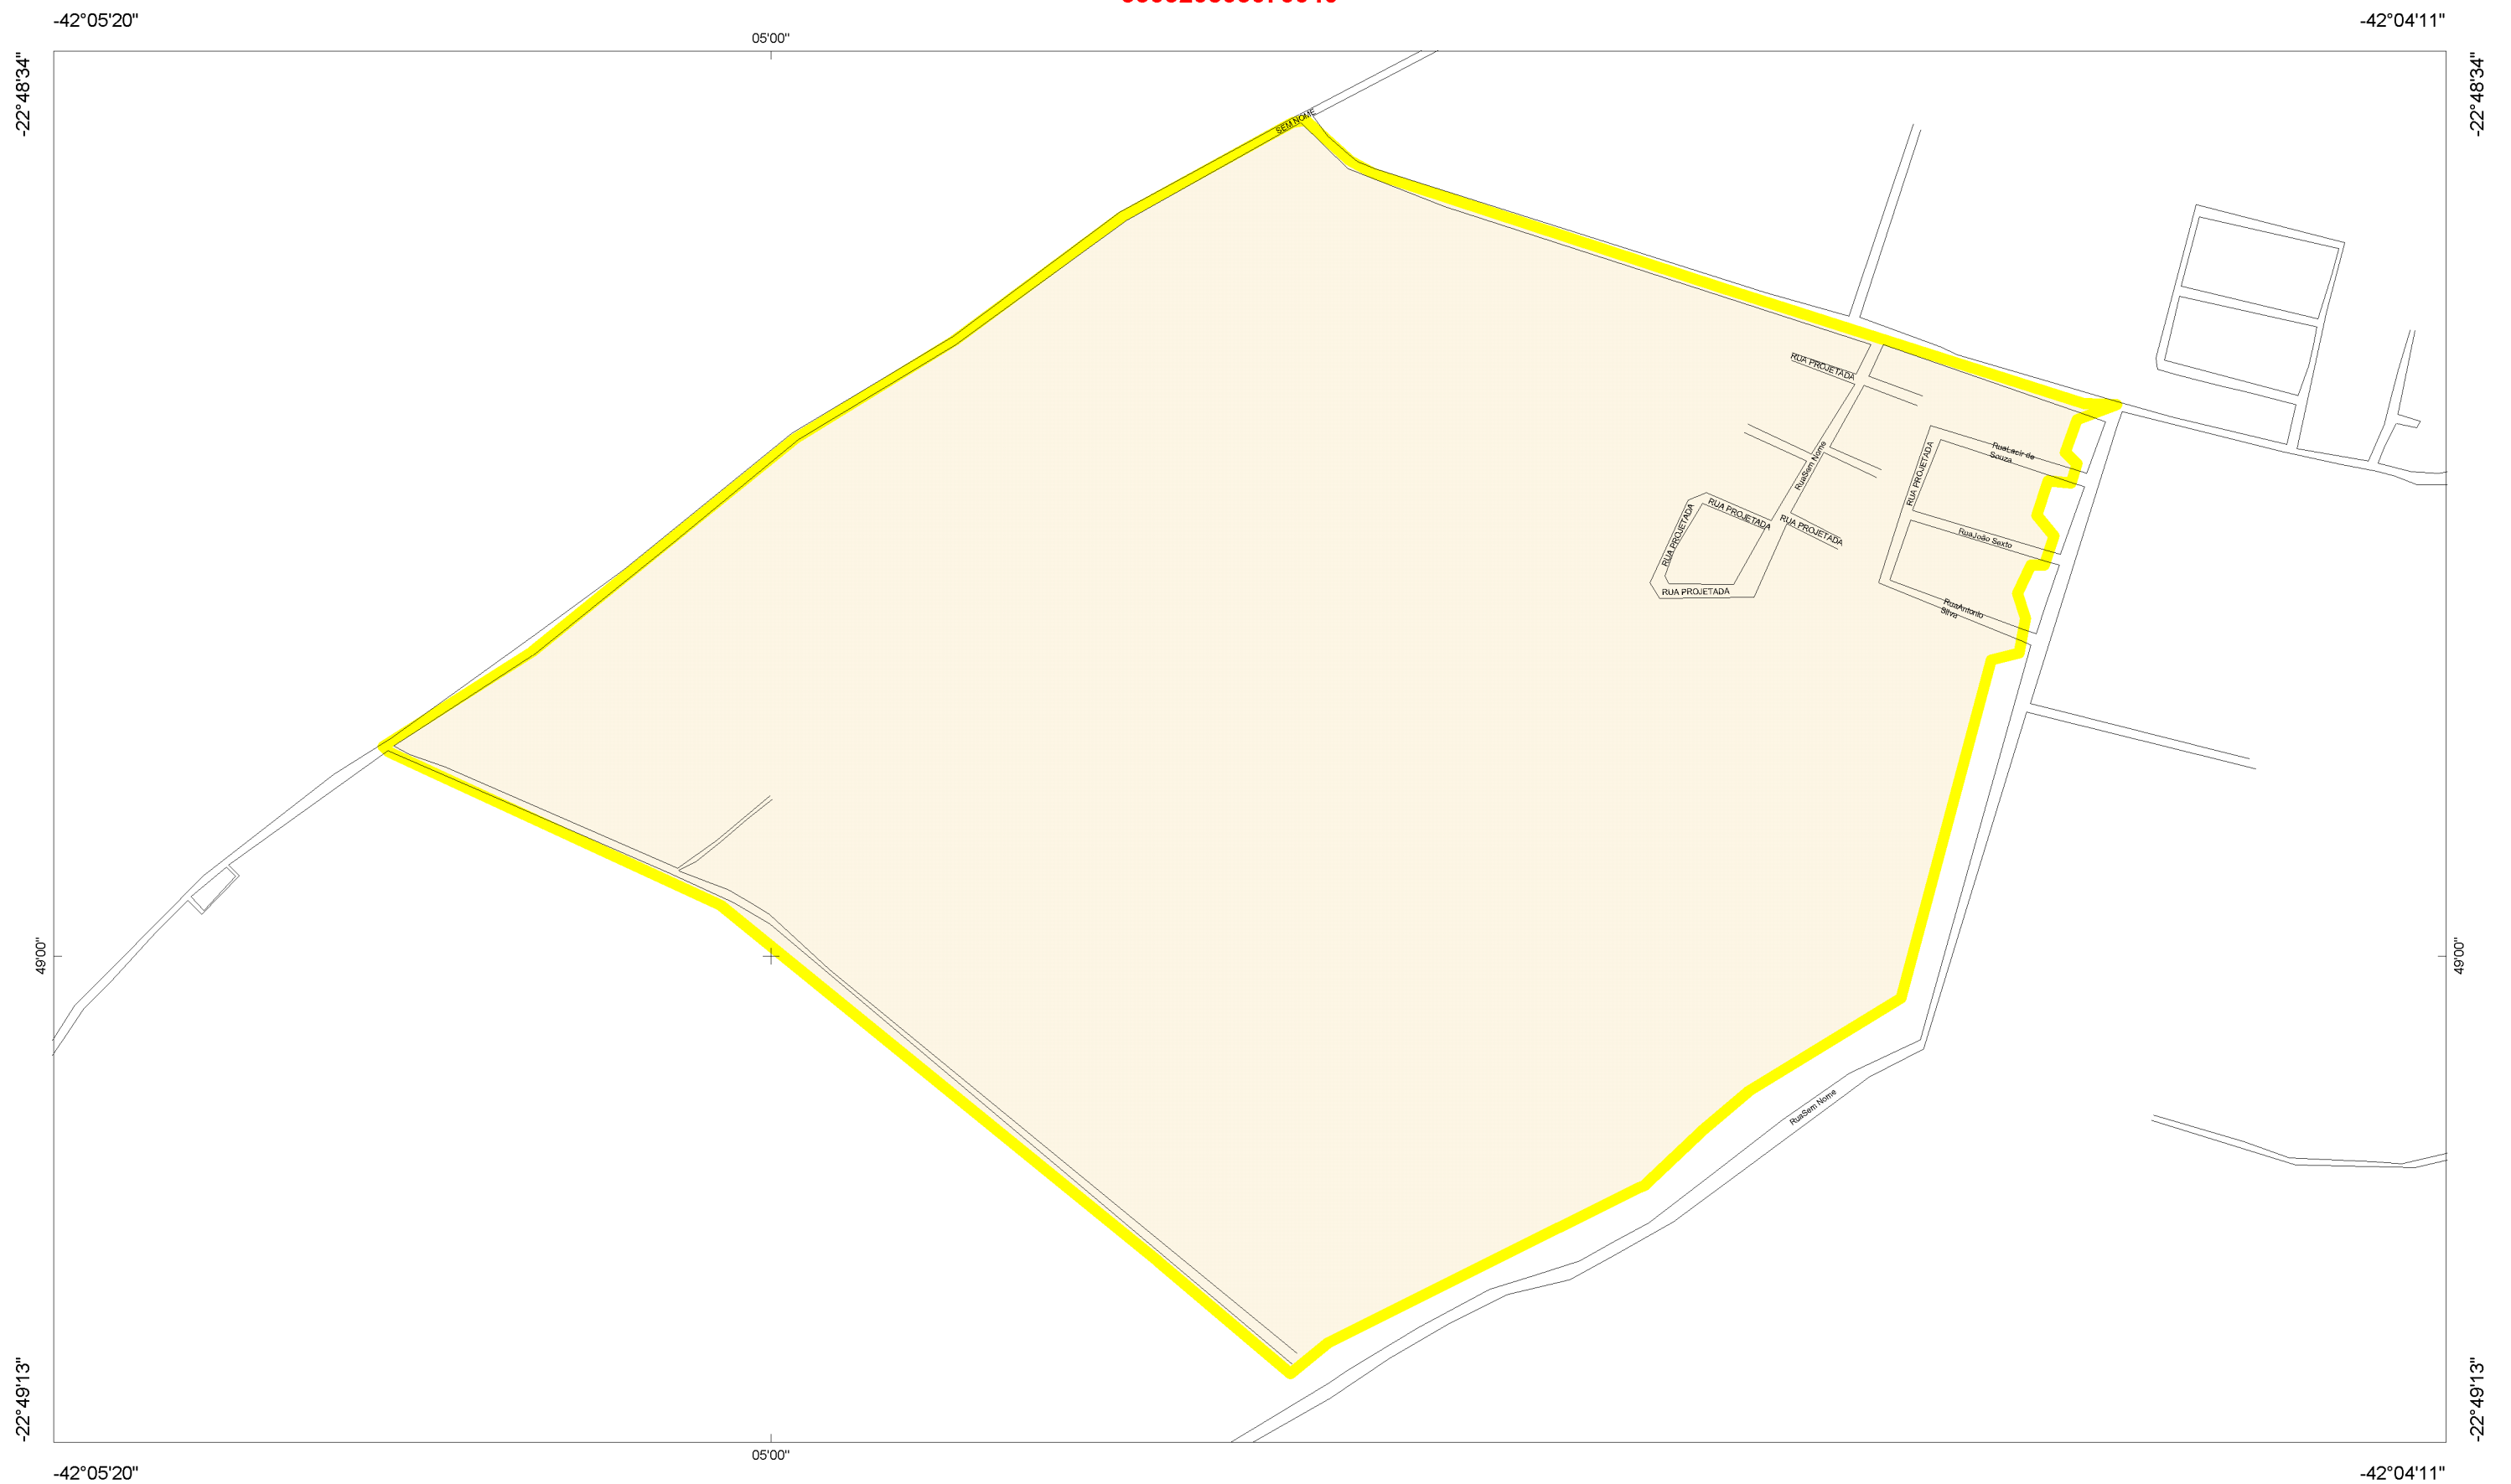 -42°05'20"
-42°04'11"
05'00"
-22°48'34"
-22°48'34"
SEM NOME
RUA PROJETADA
RuaLacir de
Souza
RUA PROJETADA
RuaSem Nome
RUA PROJETADA
RUA PROJETADA
RUA PROJETADA
RuaJoão Sexto
RUA PROJETADA
RuaAntonio
Silva
49'00"
49'00"
RuaSem Nome
-22°49'13"
-22°49'13"
05'00"
-42°05'20"
-42°04'11"